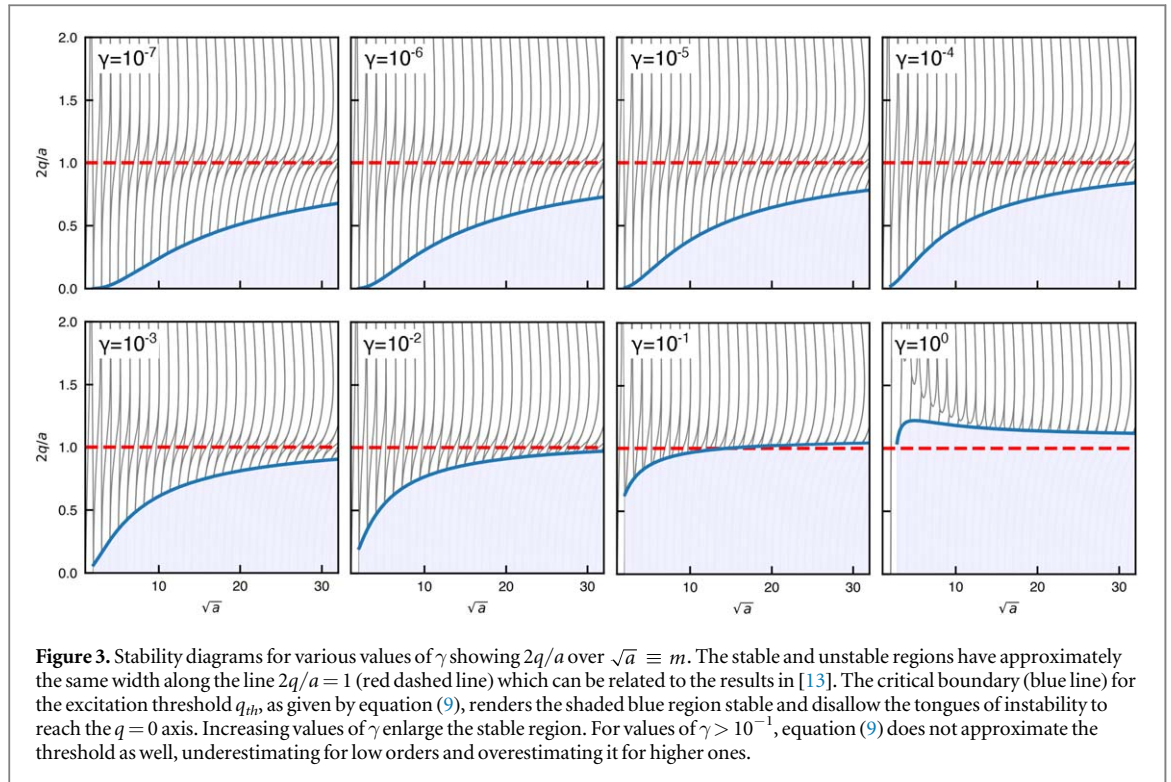 γ=10-7 γ=10-6 γ=10-5 γ=10-4
2.0
1.5
1.0
0.5
0.0
2q/a
γ=10-3 γ=10-2 γ=10-1 γ=100
2.0
1.5
1.0
0.5
0.0
2q/a
10 20 30 10 20 30 10 20 30 10 20 30
√a √a √a √a
Figure 3. Stability diagrams for various values of γ showing 2q/a over √a ≡ m. The stable and unstable regions have approximately
the same width along the line 2q/a = 1 (red dashed line) which can be related to the results in [13]. The critical boundary (blue line) for
the excitation threshold qth, as given by equation (9), renders the shaded blue region stable and disallow the tongues of instability to
reach the q = 0 axis. Increasing values of γ enlarge the stable region. For values of γ > 10−1, equation (9) does not approximate the
threshold as well, underestimating for low orders and overestimating it for higher ones.